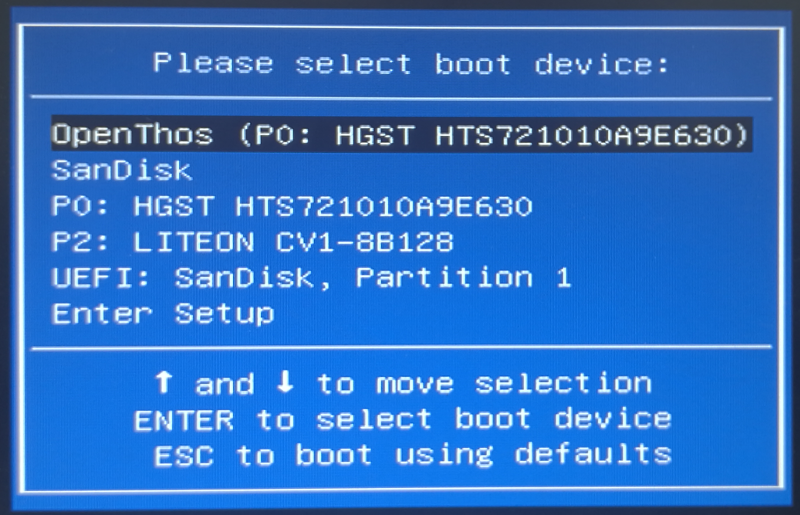 Please select boot device:
OpenThos (P0: HGST HTS721010A9E630)
SanDisk
P0: HGST HTS721010A9E630
P2: LITEON CV1-8B128
UEFI: SanDisk, Partition 1
Enter Setup
↑ and ↓ to move selection
ENTER to select boot device
ESC to boot using defaults